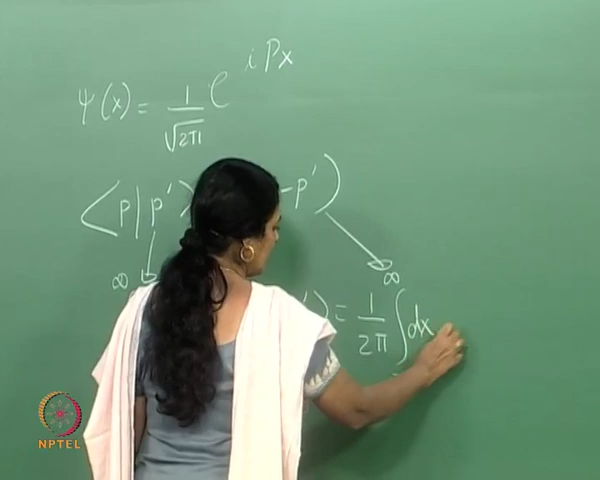 ψ(x) = 1/√2π e^iPx
<p|p'> - p')
∞ ∞
') = 1/2π ∫ dx
NPTEL